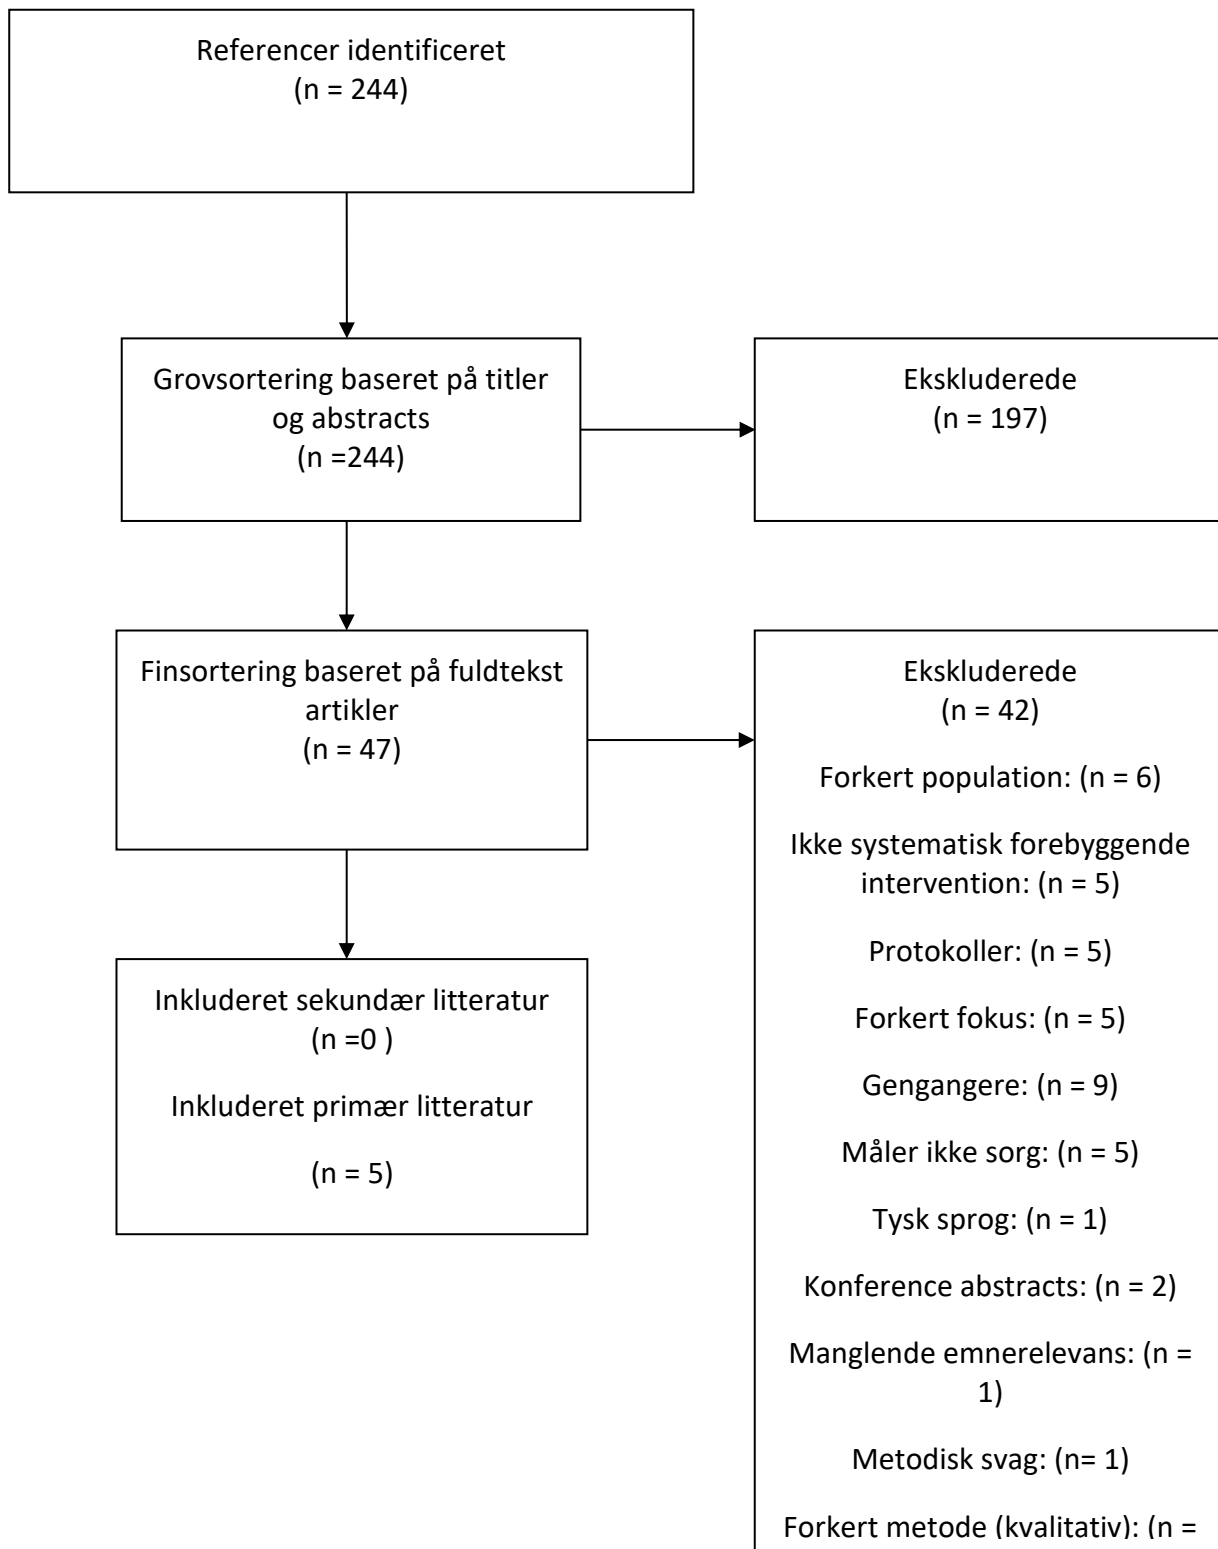 Referencer identificeret
(n = 244)
Grovsortering baseret på titler
og abstracts
(n =244)
Ekskluderede
(n = 197)
Finsortering baseret på fuldtekst
artikler
(n = 47)
Ekskluderede
(n = 42)
Forkert population: (n = 6)
Ikke systematisk forebyggende
intervention: (n = 5)
Protokoller: (n = 5)
Forkert fokus: (n = 5)
Gengangere: (n = 9)
Måler ikke sorg: (n = 5)
Tysk sprog: (n = 1)
Konference abstracts: (n = 2)
Manglende emnerelevans: (n =
1)
Metodisk svag: (n= 1)
Forkert metode (kvalitativ): (n =
Inkluderet sekundær litteratur
(n =0 )
Inkluderet primær litteratur
(n = 5)